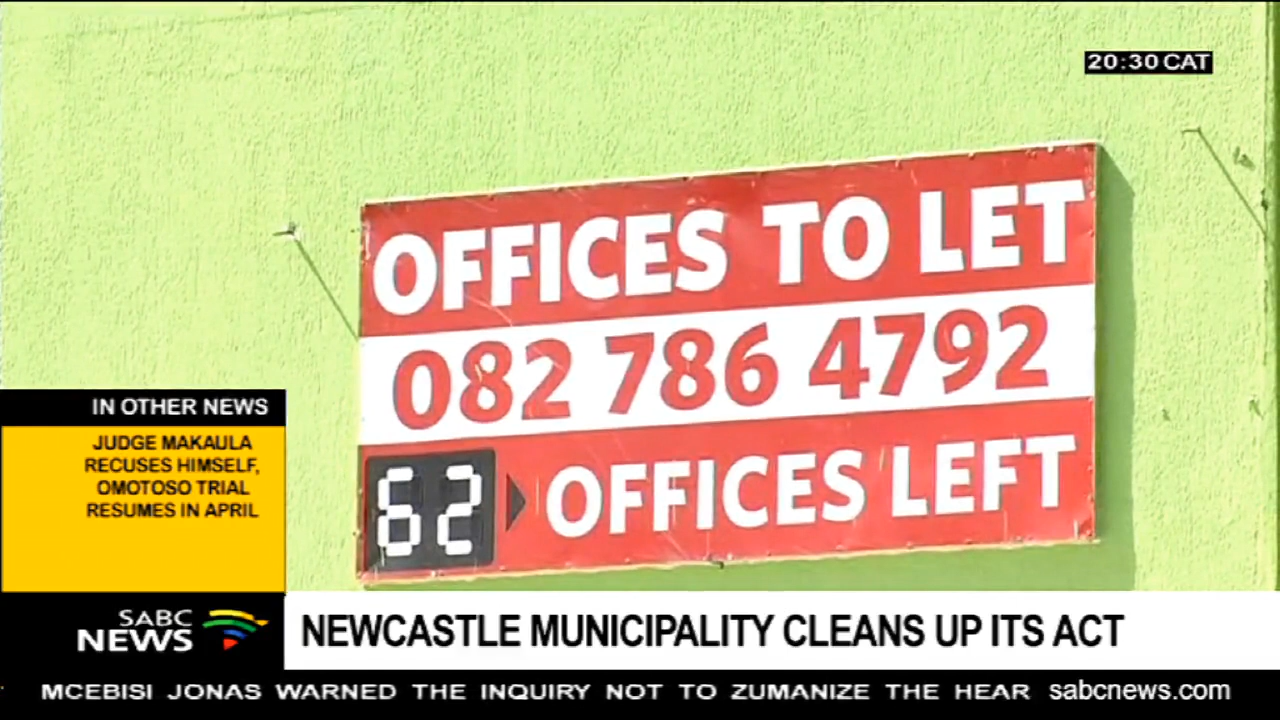 20:30 CAT
OFFICES TO LET
082 786 4792
62 OFFICES LEFT
IN OTHER NEWS
JUDGE MAKAULA
RECUSES HIMSELF,
OMOTOSO TRIAL
RESUMES IN APRIL
SABC
NEWS
NEWCASTLE MUNICIPALITY CLEANS UP ITS ACT
MCEBISI JONAS WARNED THE INQUIRY NOT TO ZUMANIZE THE HEAR sabcnews.com